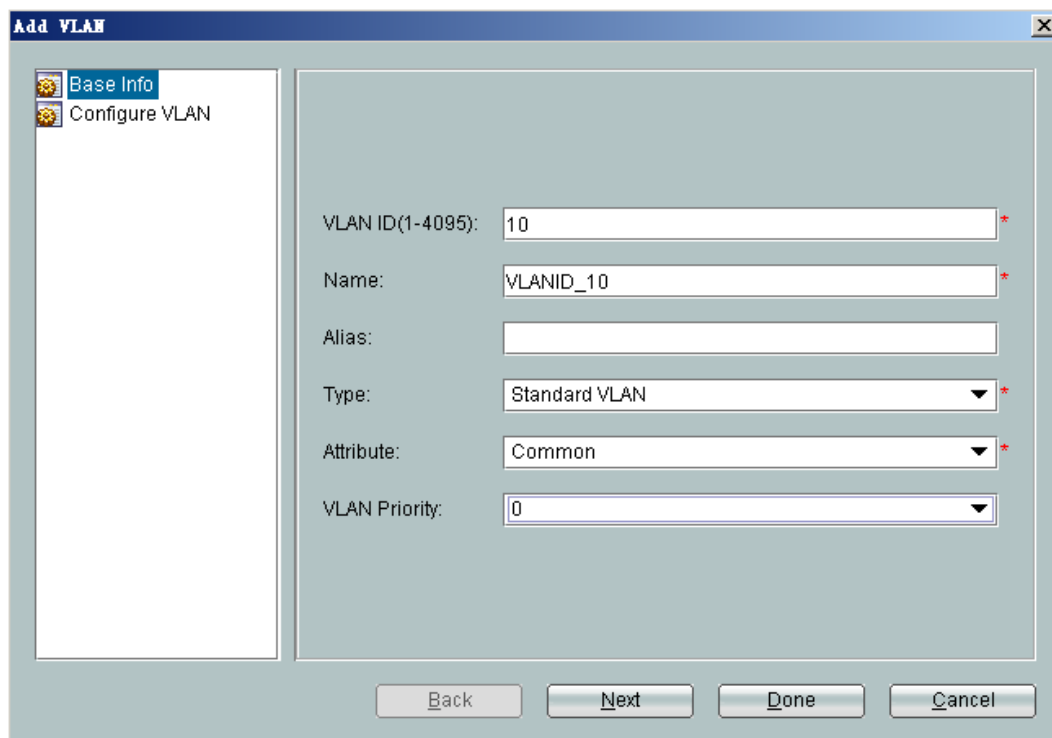 Add VLAN
Base Info
Configure VLAN
VLAN ID(1-4095): 10 *
Name: VLANID_10 *
Alias:
Type: Standard VLAN *
Attribute: Common *
VLAN Priority: 0
Back Next Done Cancel